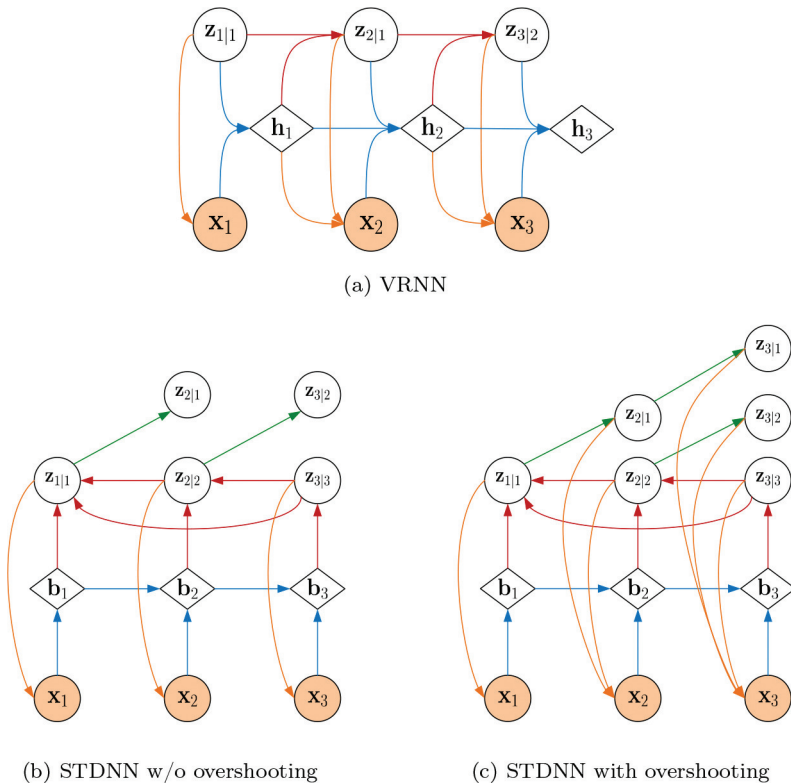 z1|1 z2|1 z3|2
h1 h2 h3
x1 x2 x3
(a) VRNN
z2|1 z3|2
z1|1 z2|2 z3|3
b1 b2 b3
x1 x2 x3
(b) STDNN w/o overshooting
z3|1
z2|1 z3|2
z1|1 z2|2 z3|3
b1 b2 b3
x1 x2 x3
(c) STDNN with overshooting